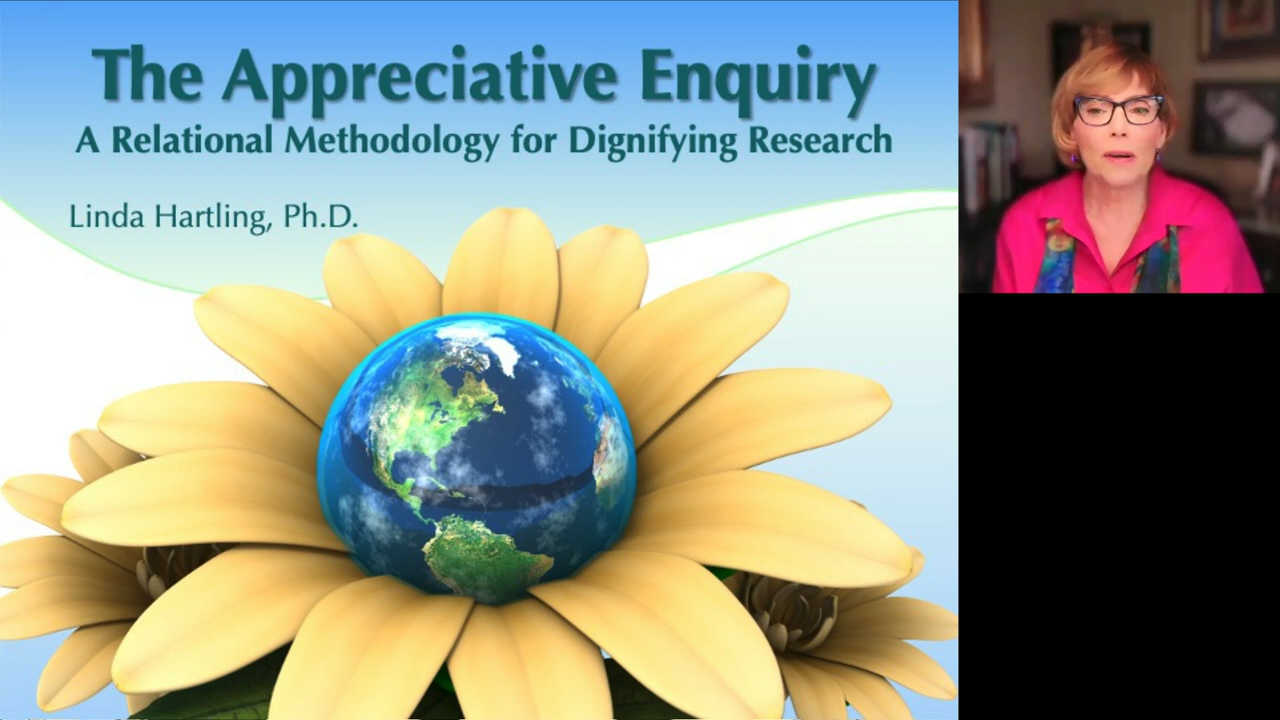 The Appreciative Enquiry
A Relational Methodology for Dignifying Research
Linda Hartling, Ph.D.